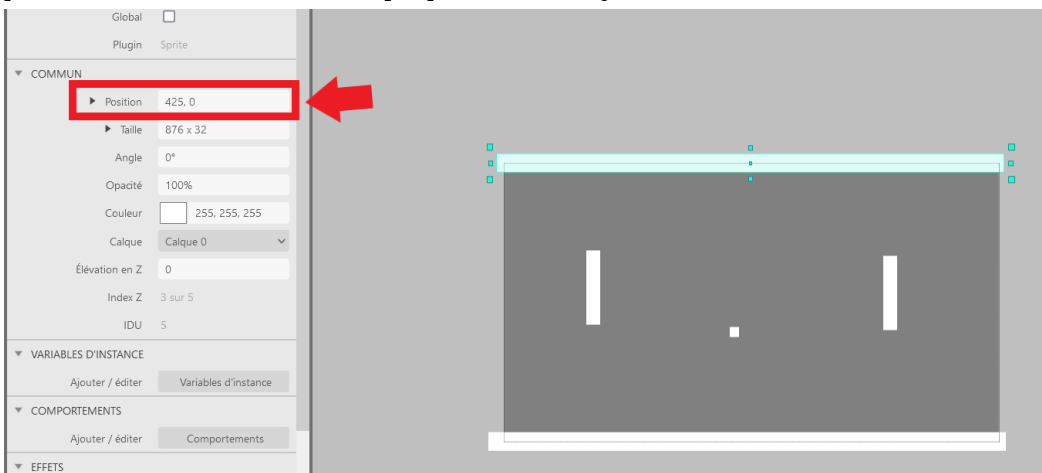 Global
Plugin Sprite
COMMUN
Position 425, 0
Taille 876 x 32
Angle 0°
Opacité 100%
Couleur 255, 255, 255
Calque Calque 0
Élévation en Z 0
Index Z 3 sur 5
IDU 5
VARIABLES D'INSTANCE
Ajouter / éditer Variables d'instance
COMPORTEMENTS
Ajouter / éditer Comportements
EFFETS